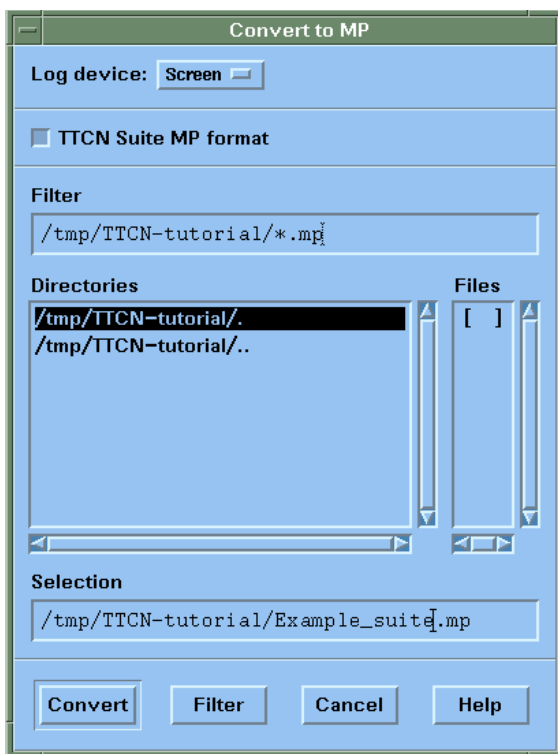 Convert to MP
Log device: Screen
TTCN Suite MP format
Filter
/tmp/TTCN-tutorial/*.mp
Directories
/tmp/TTCN-tutorial/.
/tmp/TTCN-tutorial/..
Files
[ ]
Selection
/tmp/TTCN-tutorial/Example_suite.mp
Convert Filter Cancel Help